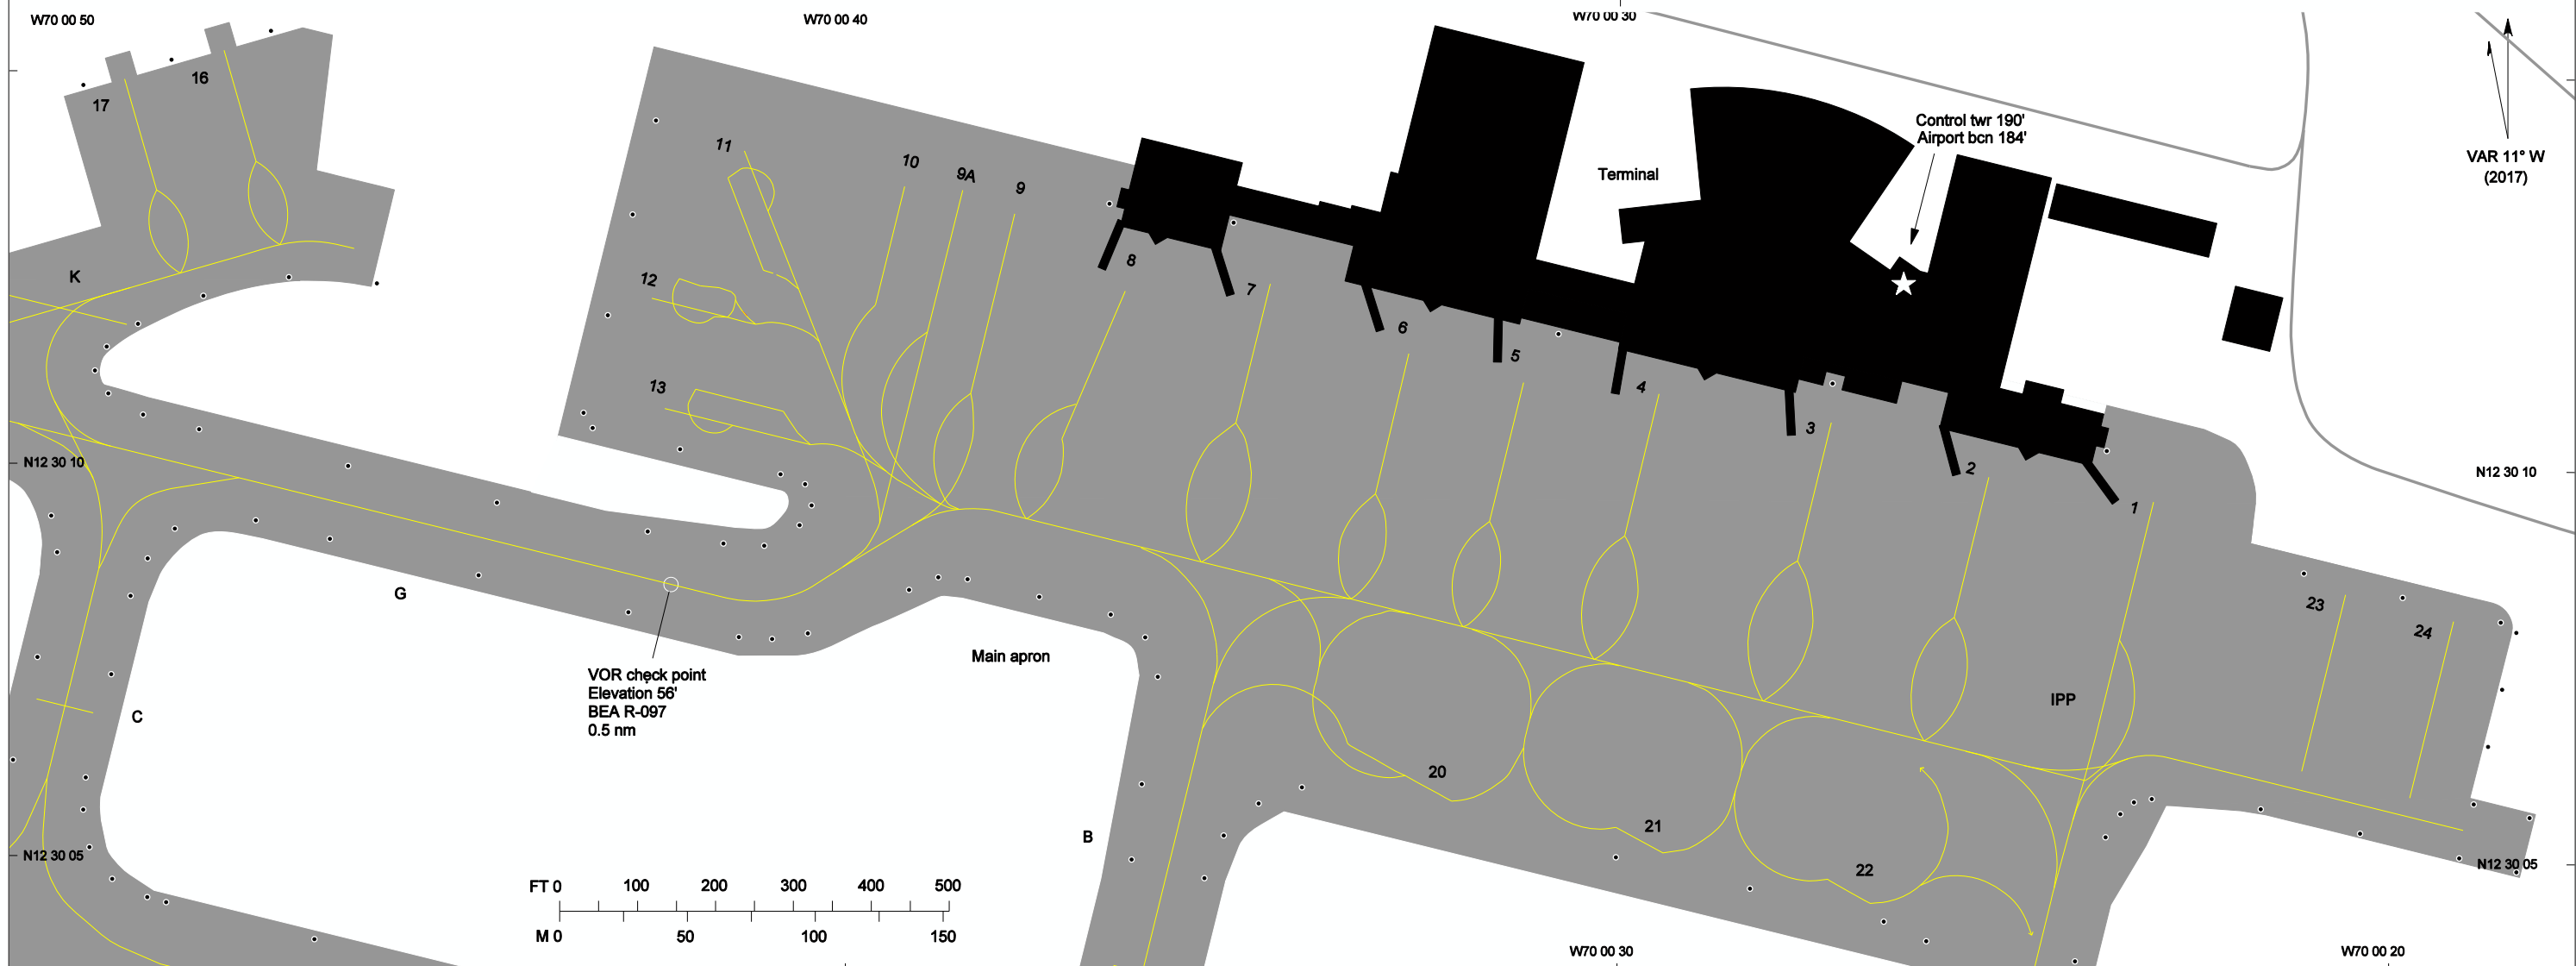 W70 00 50
W70 00 40
W70 00 30
16
17
11
10
9A
9
Control twr 190'
Airport bcn 184'
Terminal
VAR 11° W
(2017)
K
12
8
7
6
5
13
4
3
2
1
N12 30 10
N12 30 10
G
23
24
Main apron
VOR check point
Elevation 56'
BEA R-097
0.5 nm
IPP
C
20
21
B
22
N12 30 05
N12 30 05
FT 0 100 200 300 400 500
M 0 50 100 150
W70 00 30
W70 00 20